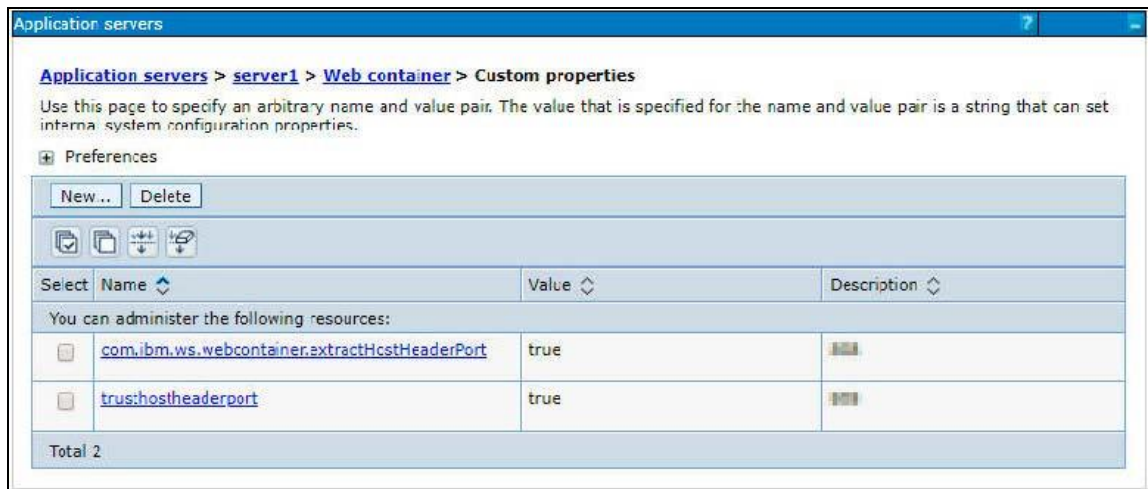 Application servers
?
Application servers > server1 > Web container > Custom properties
Use this page to specify an arbitrary name and value pair. The value that is specified for the name and value pair is a string that can set
internal system configuration properties.
Preferences
New... Delete
Select Name Value Description
You can administer the following resources:
com.ibm.ws.webcontainer.extractHostHeaderPort true
trusthostheaderport true
Total 2